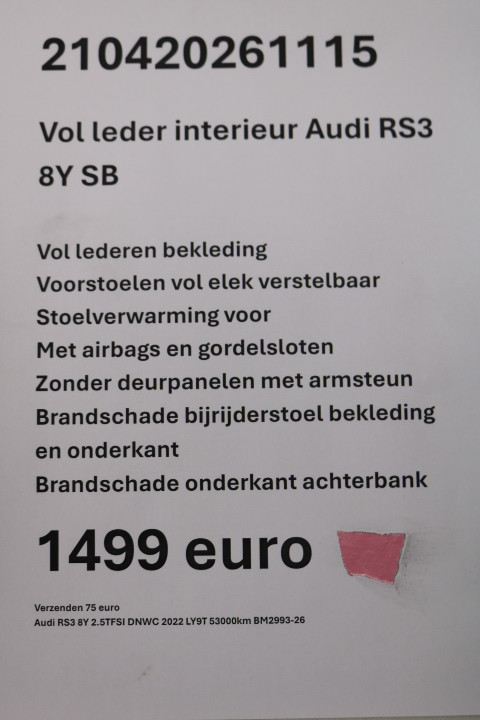 210420261115
Vol leder interieur Audi RS3
8Y SB
Vol lederen bekleding
Voorstoelen vol elek verstelbaar
Stoelverwarming voor
Met airbags en gordelsloten
Zonder deurpanelen met armsteun
Brandschade bijrijderstoel bekleding
en onderkant
Brandschade onderkant achterbank
1499 euro
Verzenden 75 euro
Audi RS3 8Y 2.5TFSI DNWC 2022 LY9T 53000km BM2993-26